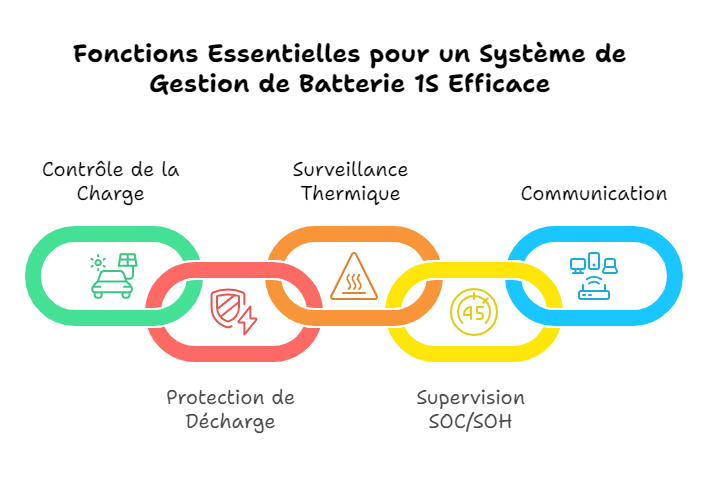 Fonctions Essentielles pour un Système de
Gestion de Batterie 1S Efficace
Contrôle de la
Charge
Surveillance
Thermique
Communication
45
Protection de
Décharge
Supervision
SOC/SOH